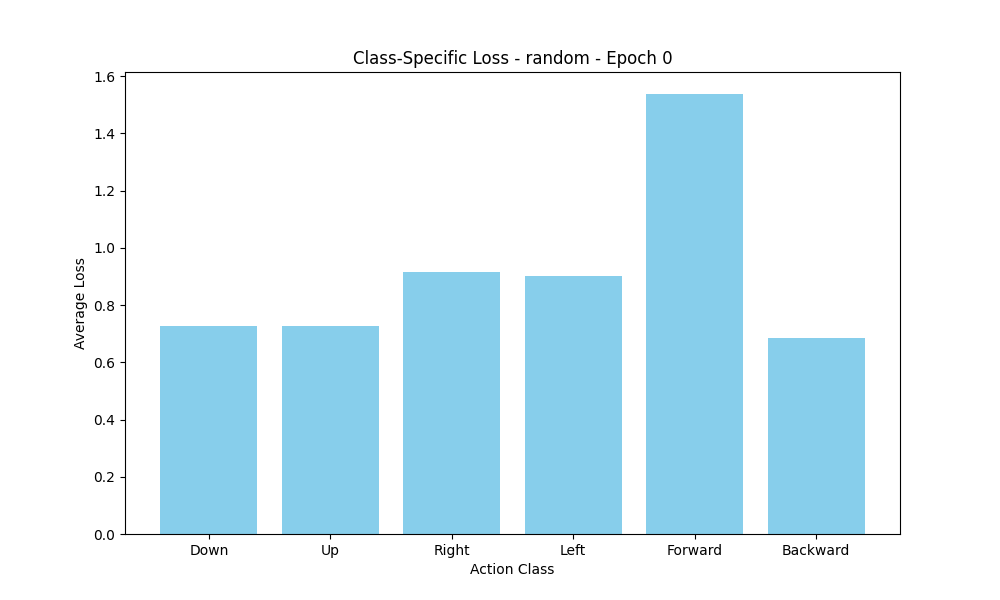 Class-Specific Loss - random - Epoch 0
1.6
1.4
1.2
1.0
0.8
0.6
0.4
0.2
0.0
Average Loss
Down Up Right Left Forward Backward
Action Class